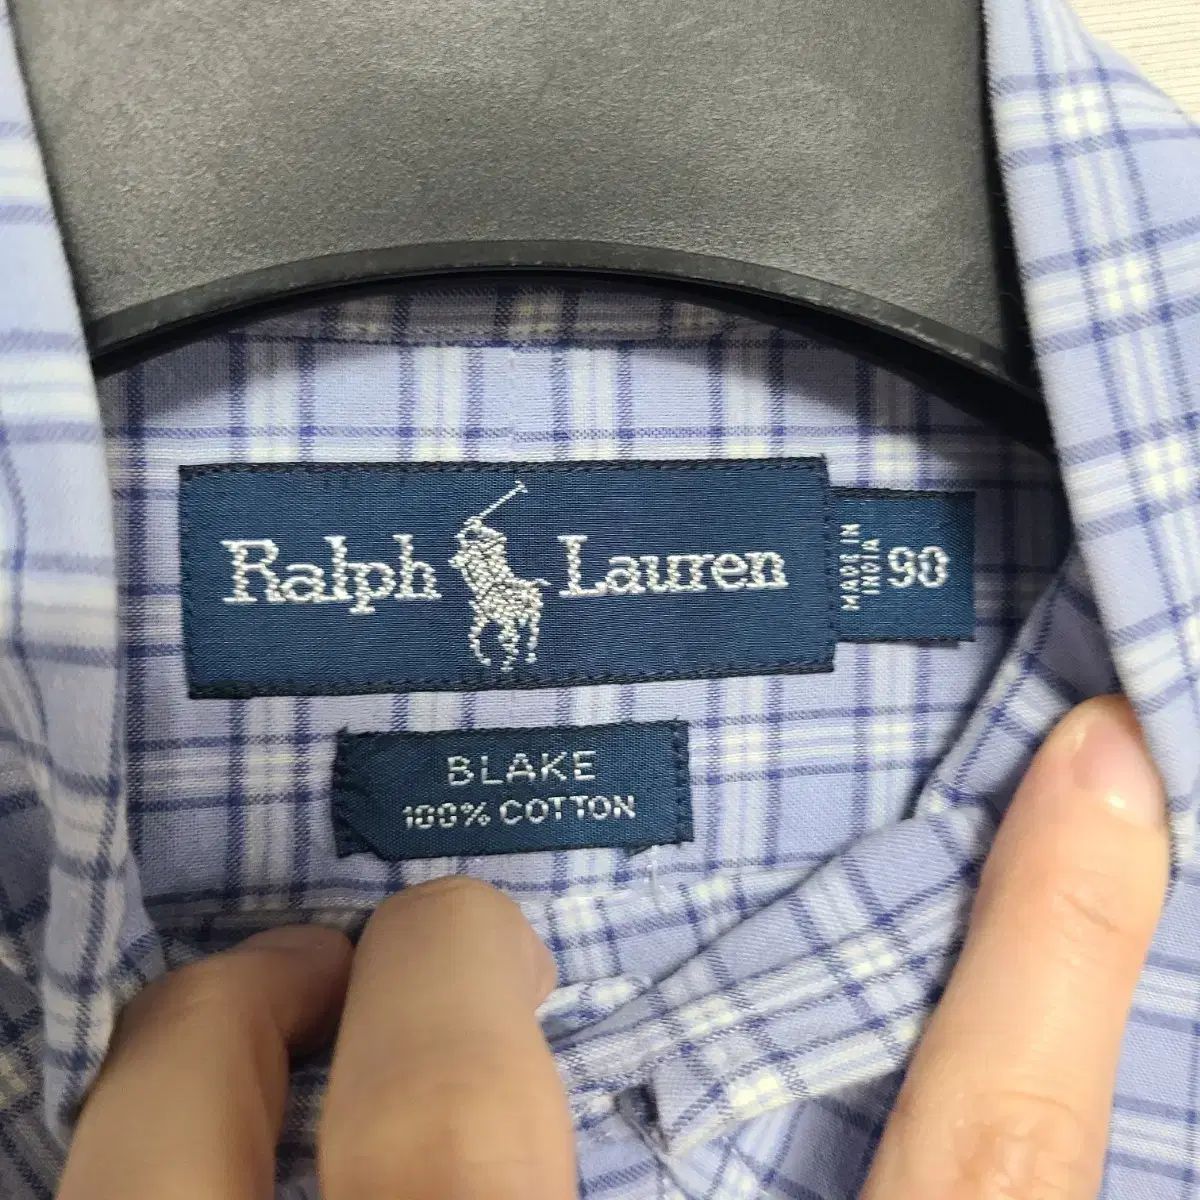 Ralph Lauren
MADE IN
INDIA
90
BLAKE
100% COTTON